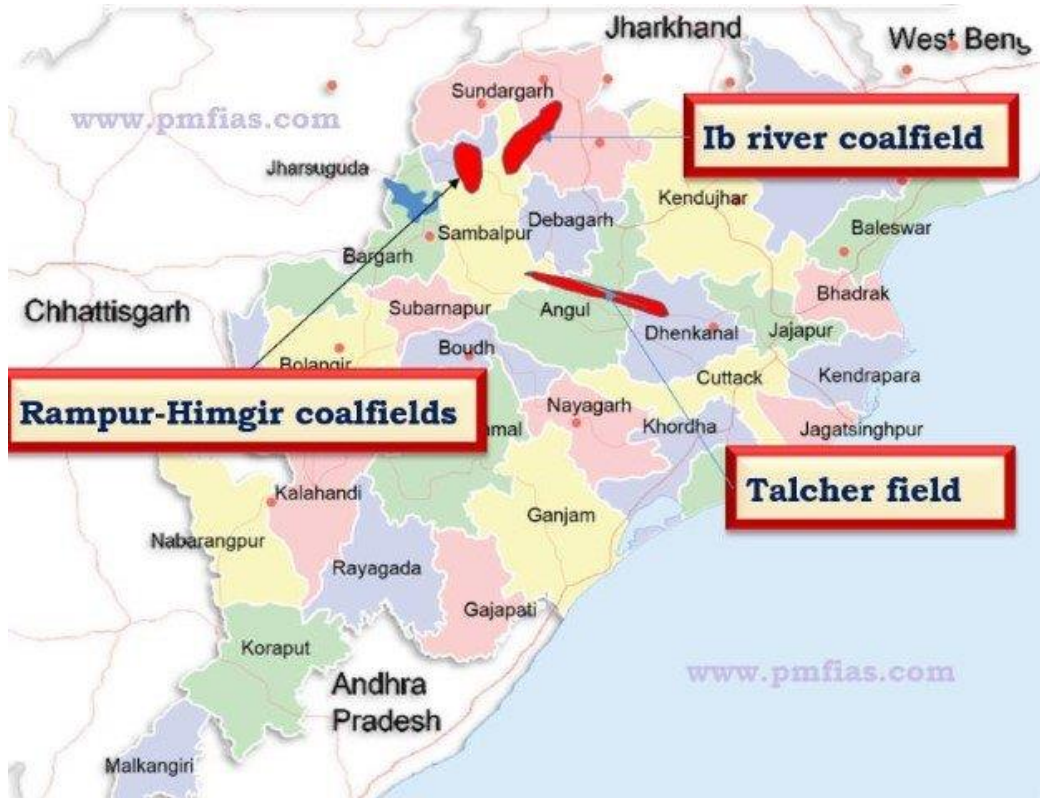 Jharkhand
West Beng
Sundargarh
www.pmfias.com
Ib river coalfield
Jharsuguda
Kendujhar
Debagarh
Baleswar
Sambalpur
Bargarh
Bhadrak
Chhattisgarh
Subarnapur
Angul
Dhenkanal
Jajapur
Boudh
Bolangir
Cuttack
Kendrapara
Rampur-Himgir coalfields
Nayagarh
mal
Khordha
Jagatsinghpur
Talcher field
Kalahandi
Ganjam
Nabarangpur
Rayagada
Gajapati
Koraput
www.pmfias.com
Andhra
Pradesh
Malkangiri